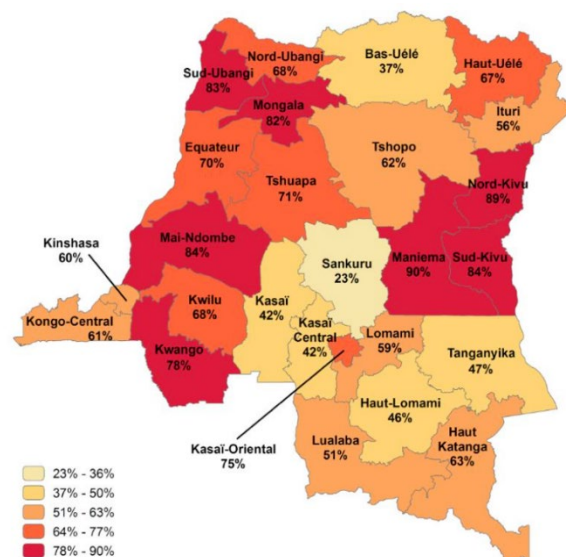 Nord-Ubangi
68%
Bas-Uélé
37%
Haut-Uélé
67%
Sud-Ubangi
83%
Mongala
82%
Ituri
56%
Equateur
70%
Tshopo
62%
Tshuapa
71%
Nord-Kivu
89%
Mai-Ndombe
84%
Kinshasa
60%
Sankuru
23%
Maniema
90%
Sud-Kivu
84%
Kongo-Central
61%
Kwilu
68%
Kasaï
42%
Kasaï
Central
42%
Lomami
59%
Kwango
78%
Tanganyika
47%
Haut-Lomami
46%
Kasaï-Oriental
75%
Lualaba
51%
Haut
Katanga
63%
23% - 36%
37% - 50%
51% - 63%
64% - 77%
78% - 90%